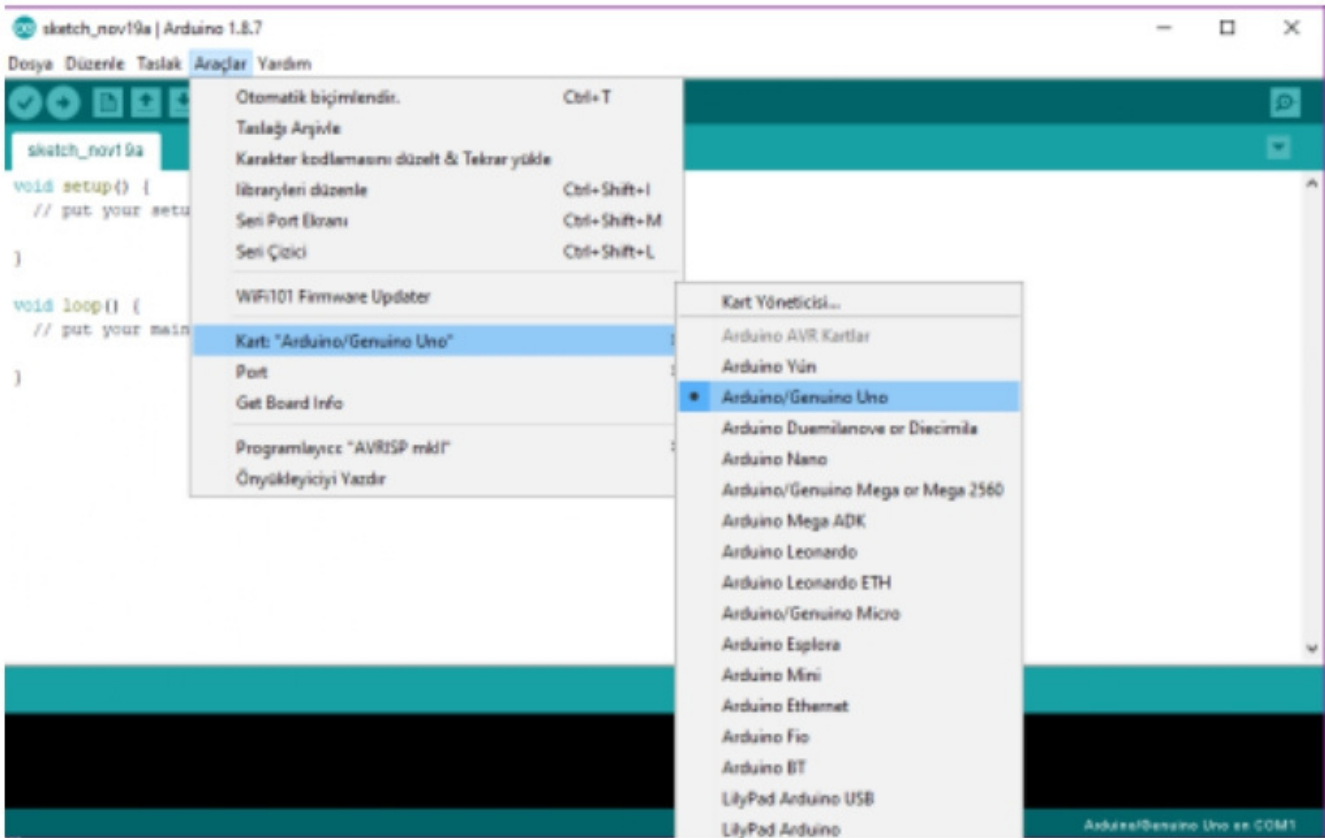 sketch_nov19a | Arduino 1.8.7
Dosya Düzenle Taslak Araçlar Yardım
sketch_nov19a
void setup() {
// put your setu
}
void loop() {
// put your main
}
Otomatik biçimlendir. Ctrl+T
Taslağı Arşivle
Karakter kodlamasını düzelt & Tekrar yükle
libraryleri düzenle Ctrl+Shift+I
Seri Port Ekranı Ctrl+Shift+M
Seri Çizici Ctrl+Shift+L
WiFi101 Firmware Updater
Kart: "Arduino/Genuino Uno"
Port
Get Board Info
Programlayıcı: "AVRISP mkII"
Önyükleyiciyi Yazdır
Kart Yöneticisi...
Arduino AVR Kartlar
Arduino Yún
Arduino/Genuino Uno
Arduino Duemilanove or Diecimila
Arduino Nano
Arduino/Genuino Mega or Mega 2560
Arduino Mega ADK
Arduino Leonardo
Arduino Leonardo ETH
Arduino/Genuino Micro
Arduino Esplora
Arduino Mini
Arduino Ethernet
Arduino Fio
Arduino BT
LilyPad Arduino USB
LilyPad Arduino
Arduino/Genuino Uno en COM1